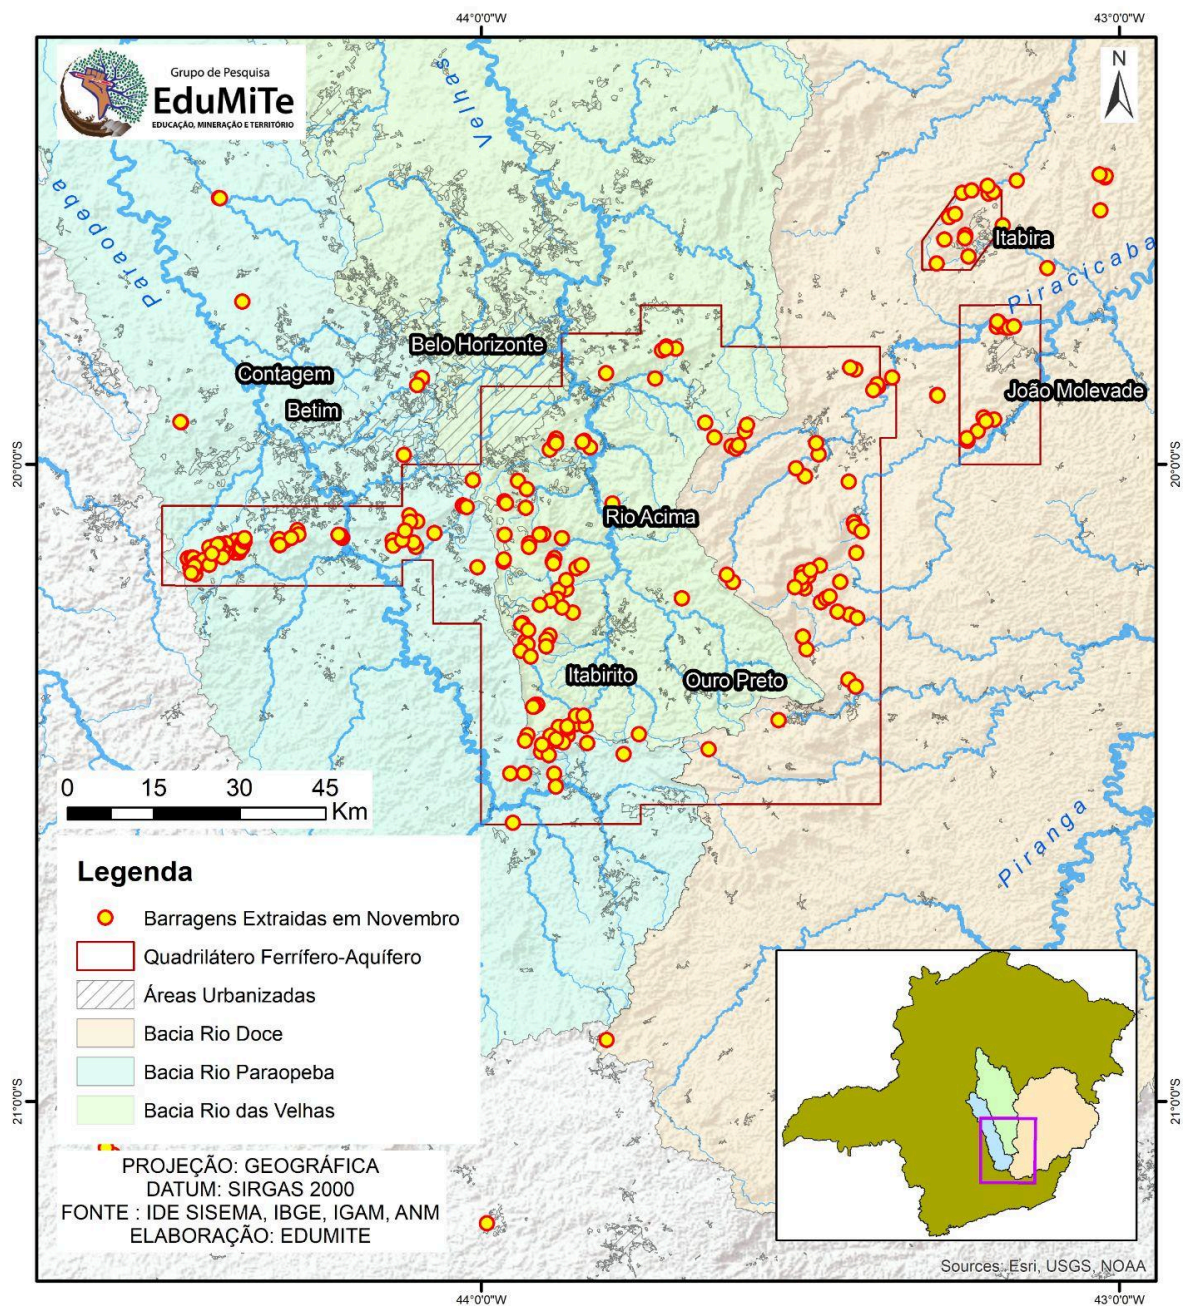 44°0'0"W
43°0'0"W
Grupo de Pesquisa
EduMiTe
EDUCAÇÃO, MINERAÇÃO E TERRITÓRIO
N
Velhas
Paraopeba
Itabira
Piracicaba
Belo Horizonte
Contagem
Betim
João Molevade
20°0'0"S
20°0'0"S
Rio Acima
Itabirito
Ouro Preto
0 15 30 45
Km
Piranga
Legenda
Barragens Extraidas em Novembro
Quadrilátero Ferrífero-Aquífero
Áreas Urbanizadas
Bacia Rio Doce
Bacia Rio Paraopeba
Bacia Rio das Velhas
21°0'0"S
21°0'0"S
PROJEÇÃO: GEOGRÁFICA
DATUM: SIRGAS 2000
FONTE : IDE SISEMA, IBGE, IGAM, ANM
ELABORAÇÃO: EDUMITE
Sources: Esri, USGS, NOAA
44°0'0"W
43°0'0"W